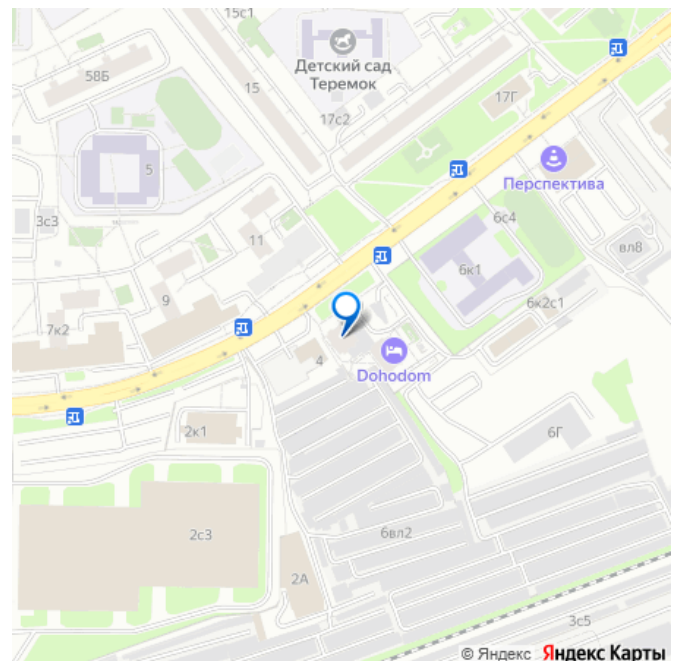 15с1
Детский сад
Теремок
58Б
15
17Г
17с2
Перспектива
5
3с3
6с4
11
вл8
6к1
9
6к2с1
7к2
4
Dohodom
2к1
6Г
2с3
6вл2
2А
3с5
© Яндекс Яндекс Карты